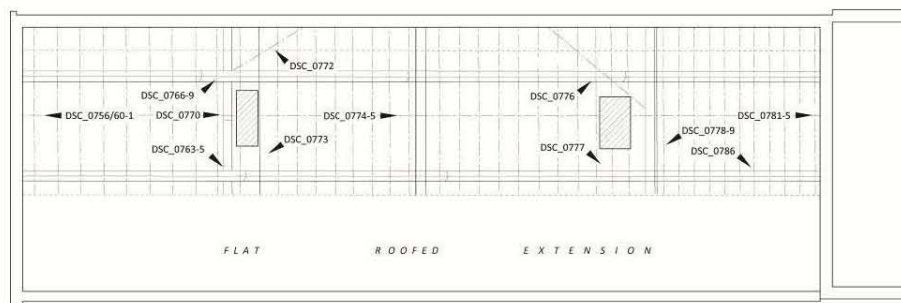 DSC_0772
DSC_0766-9
DSC_0776
DSC_0756/60-1
DSC_0770
DSC_0774-5
DSC_0781-5
DSC_0773
DSC_0778-9
DSC_0763-5
DSC_0777
DSC_0786
FLAT ROOFED EXTENSION